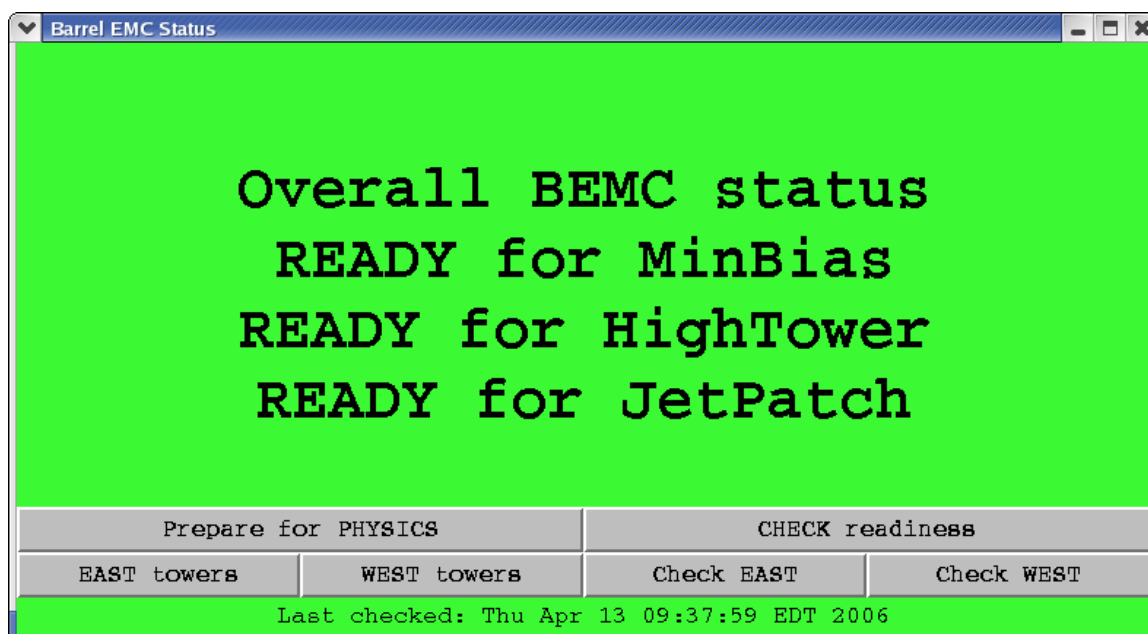 Barrel EMC Status
Overall BEMC status
READY for MinBias
READY for HighTower
READY for JetPatch
Prepare for PHYSICS
CHECK readiness
EAST towers
WEST towers
Check EAST
Check WEST
Last checked: Thu Apr 13 09:37:59 EDT 2006